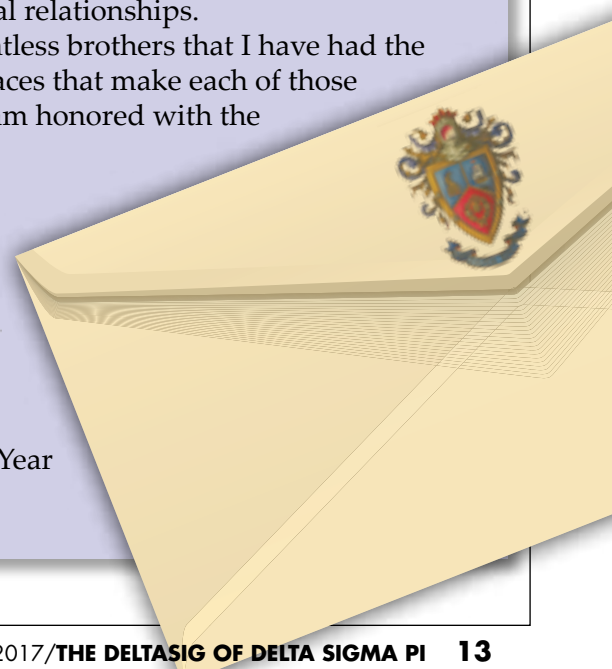 al relationships.
tless brothers that I have had the
aces that make each of those
m honored with the
Year
2017/THE DELTASIG OF DELTA SIGMA PI 13